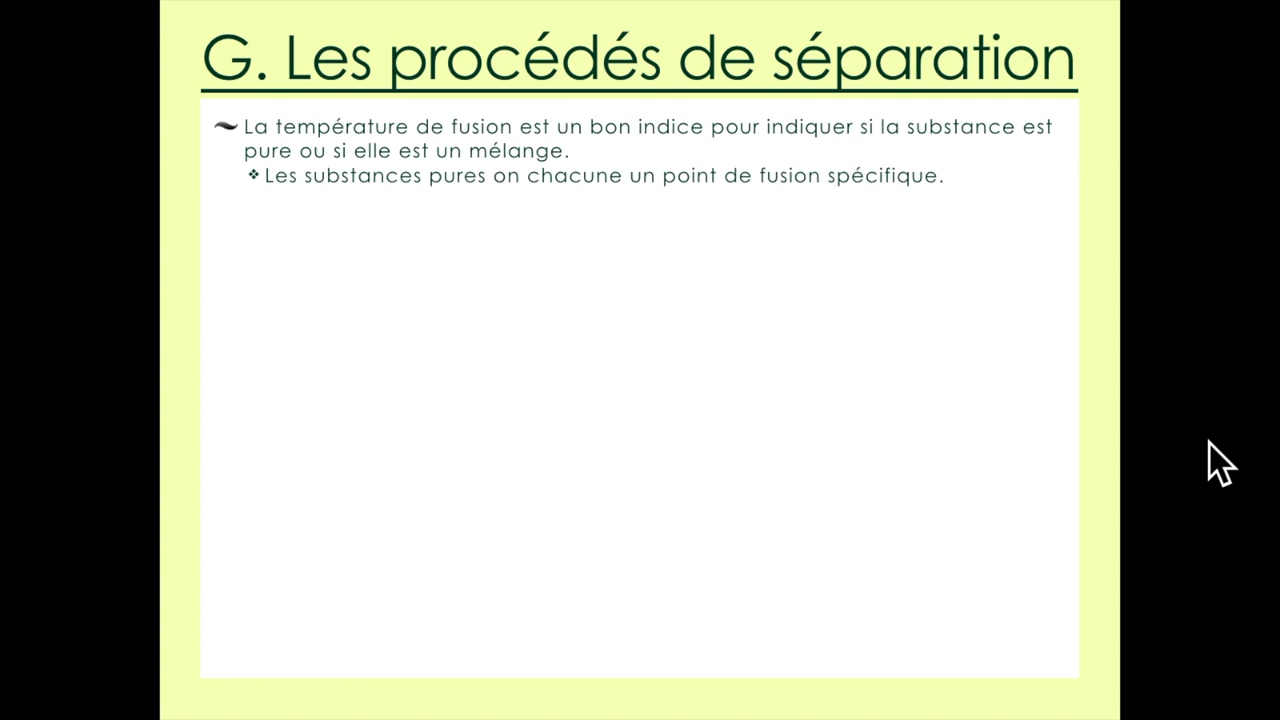 G. Les procédés de séparation
La température de fusion est un bon indice pour indiquer si la substance est
pure ou si elle est un mélange.
Les substances pures on chacune un point de fusion spécifique.